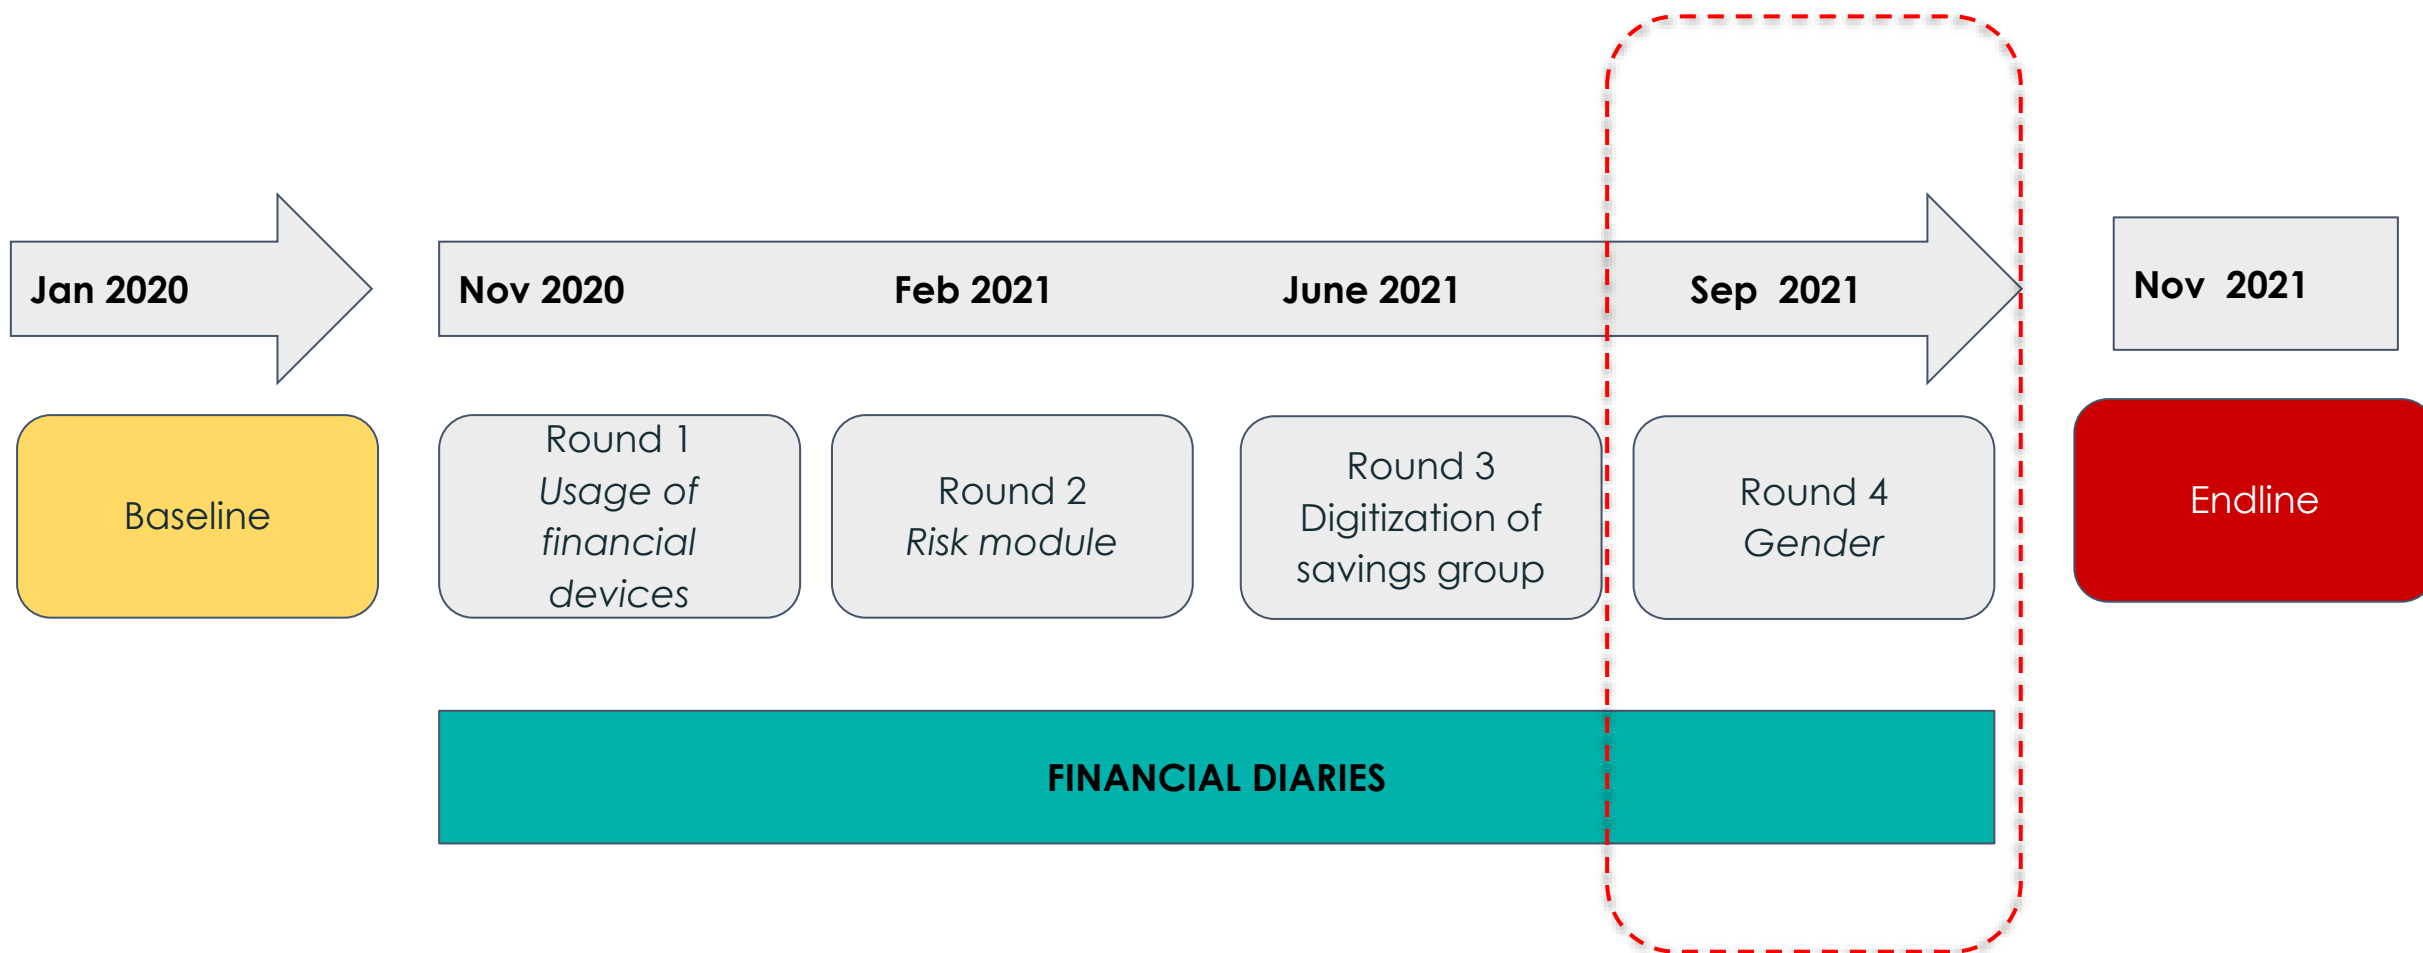 Jan 2020
Nov 2020
Feb 2021
June 2021
Sep 2021
Nov 2021
Baseline
Round 1
Usage of
financial
devices
Round 2
Risk module
Round 3
Digitization of
savings group
Round 4
Gender
Endline
FINANCIAL DIARIES